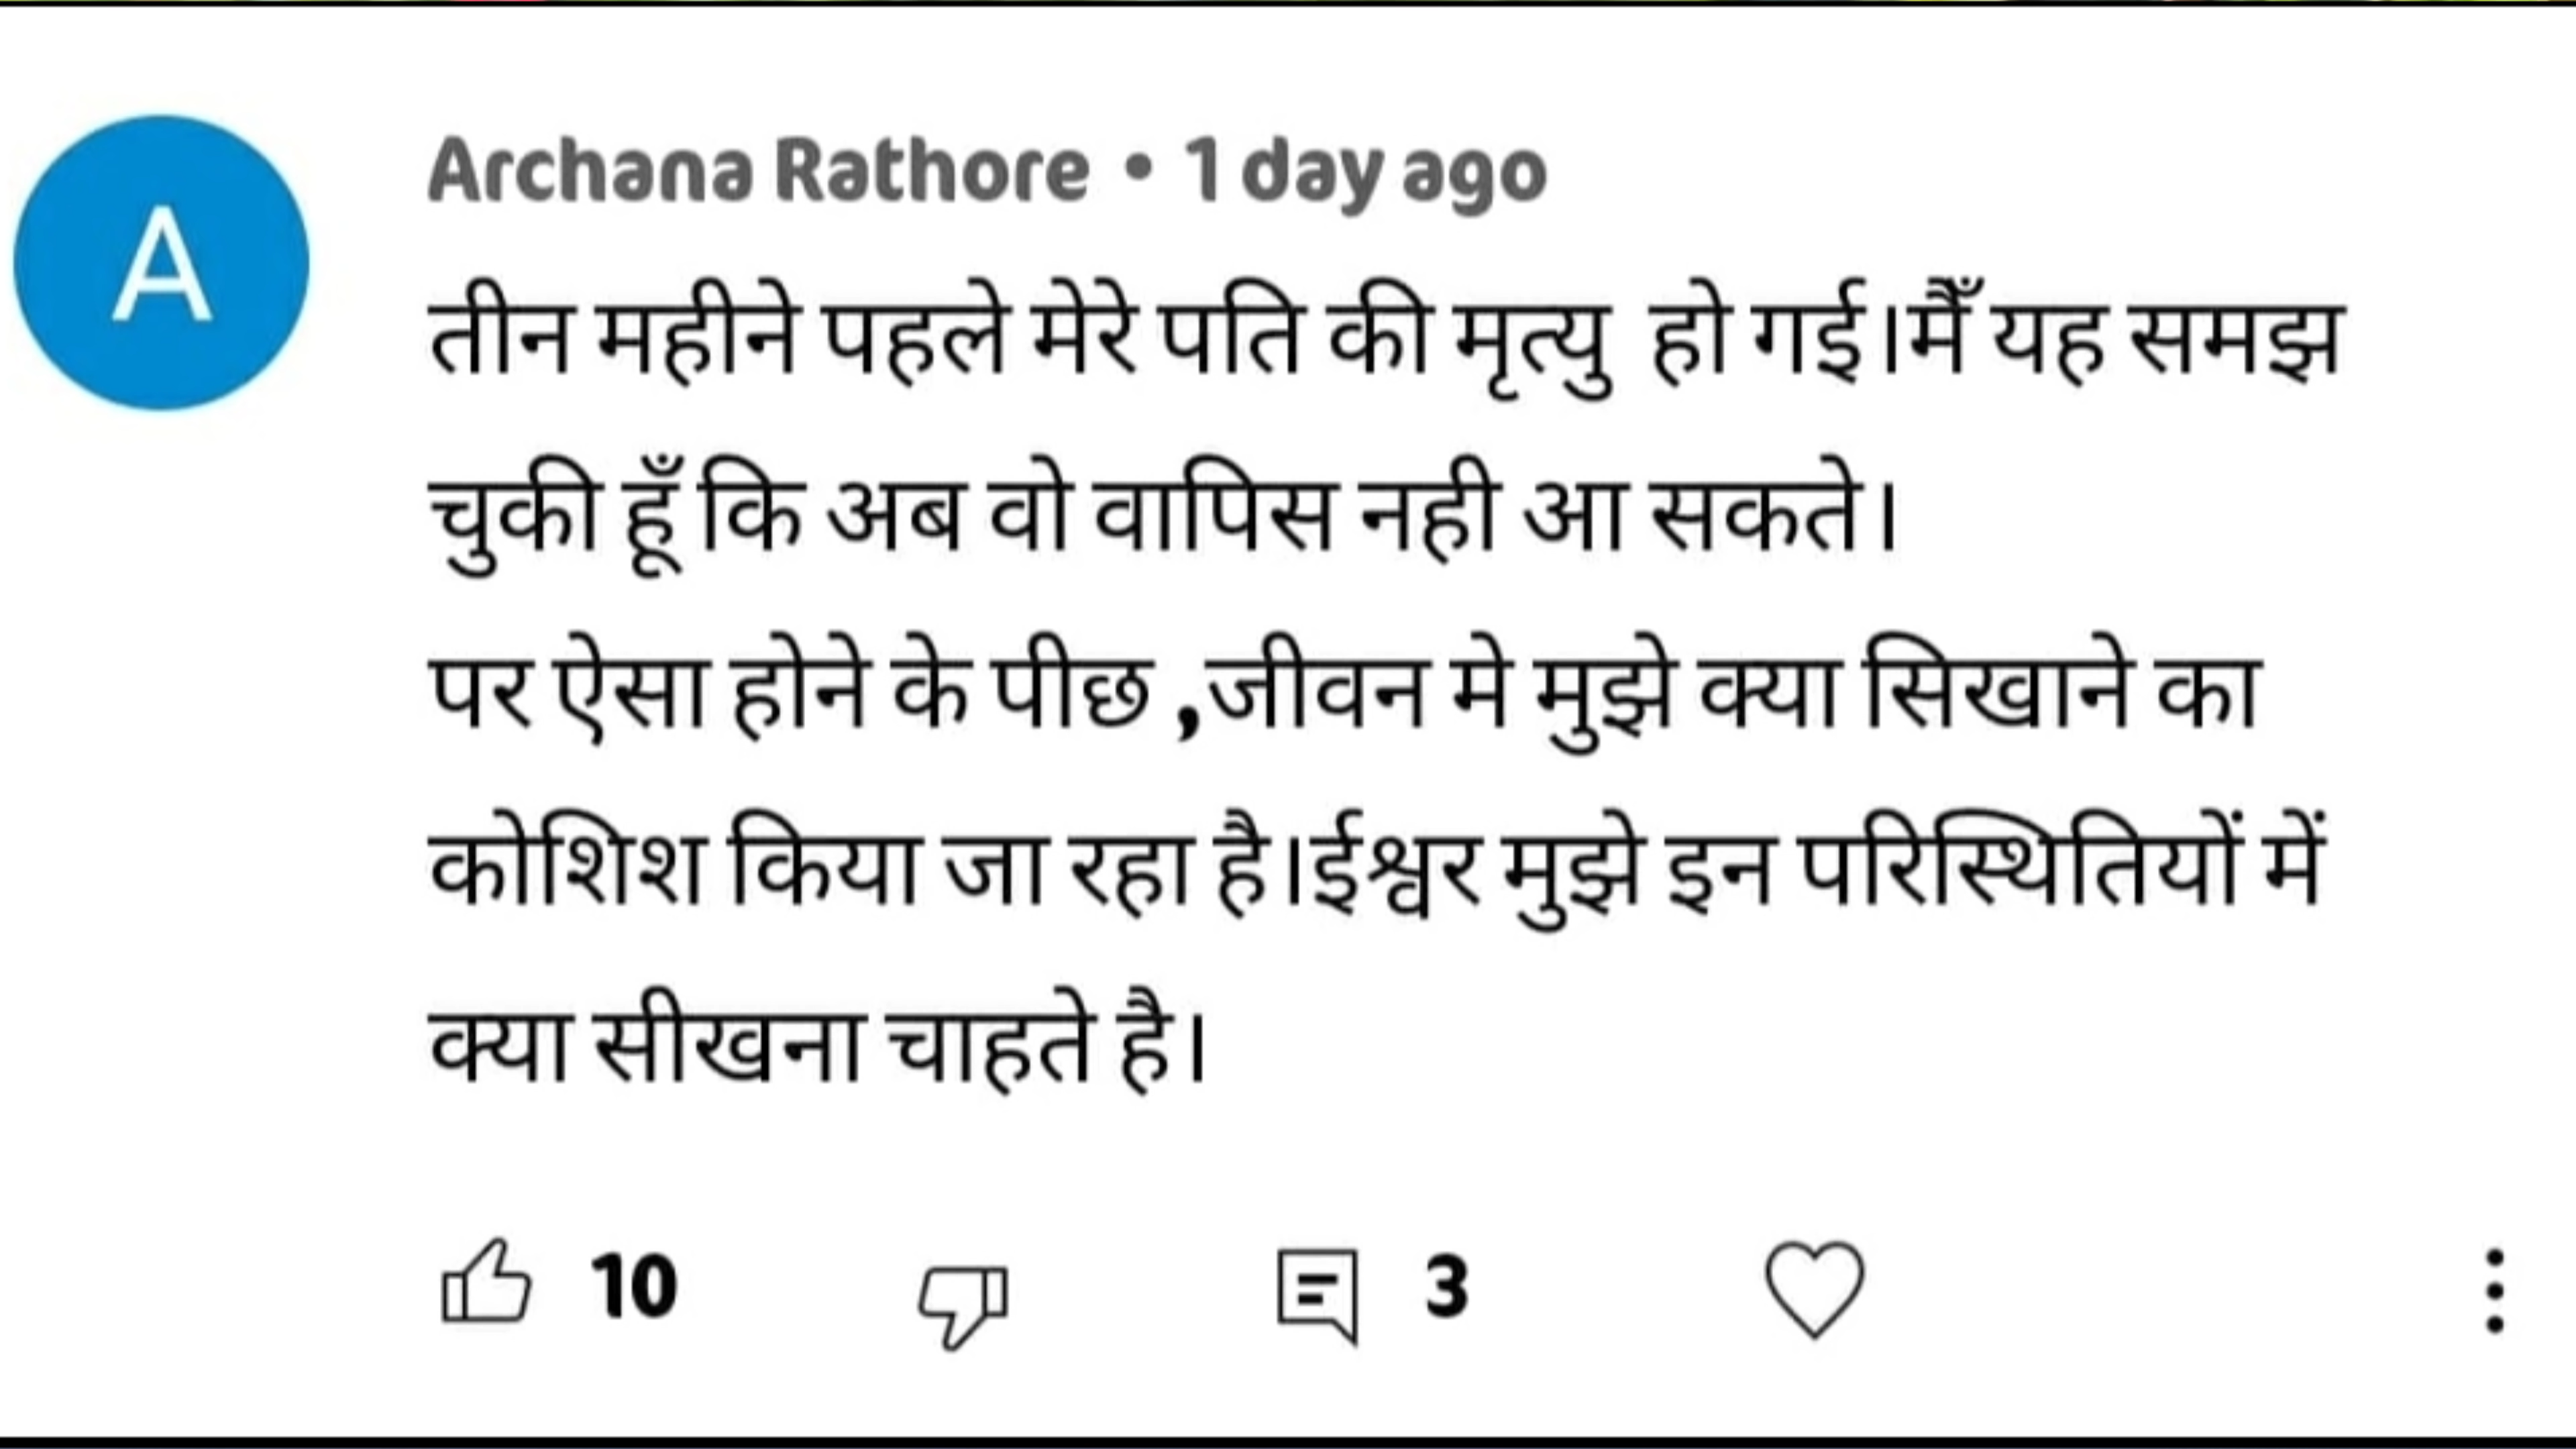 A
Archana Rathore • 1 day ago
तीन महीने पहले मेरे पति की मृत्यु हो गई।मैँ यह समझ
चुकी हूँ कि अब वो वापिस नही आ सकते।
पर ऐसा होने के पीछ ,जीवन मे मुझे क्या सिखाने का
कोशिश किया जा रहा है।ईश्वर मुझे इन परिस्थितियों में
क्या सीखना चाहते है।
10 3